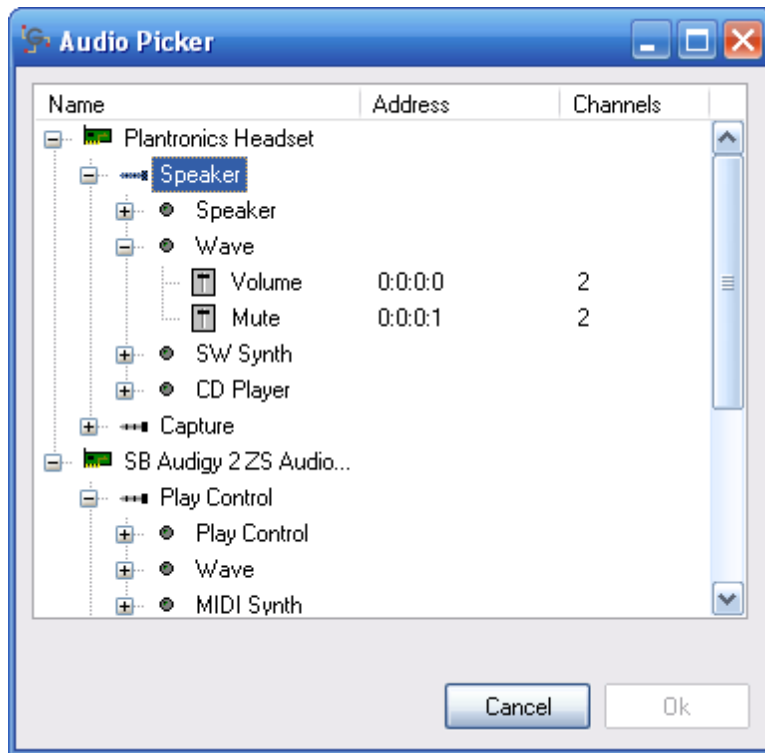 Audio Picker
Name Address Channels
Plantronics Headset
Speaker
Speaker
Wave
Volume 0:0:0:0 2
Mute 0:0:0:1 2
SW Synth
CD Player
Capture
SB Audigy 2 ZS Audio...
Play Control
Play Control
Wave
MIDI Synth
Cancel Ok